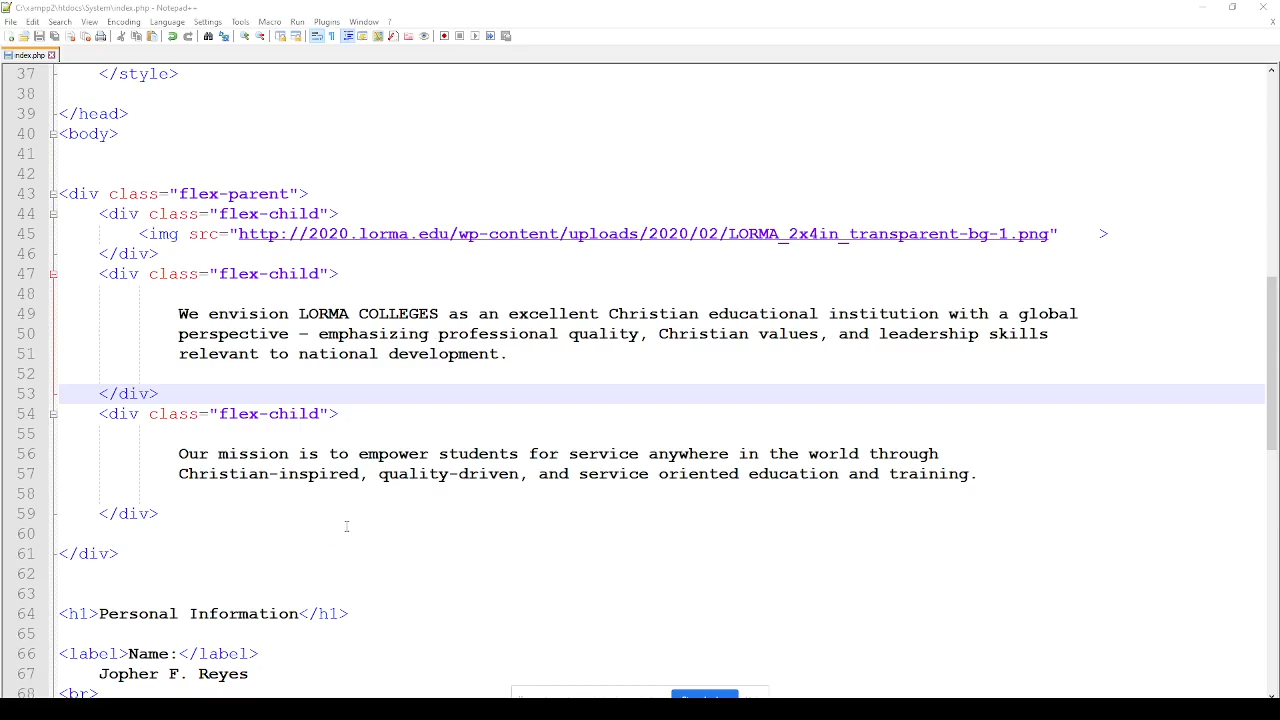 C:\xampp2\htdocs\System\index.php - Notepad++
File Edit Search View Encoding Language Settings Tools Macro Run Plugins Window ?
index.php
37 </style>
38
39 </head>
40 <body>
41
42
43 <div class="flex-parent">
44 <div class="flex-child">
45 <img src="http://2020.lorma.edu/wp-content/uploads/2020/02/LORMA_2x4in_transparent-bg-1.png" >
46 </div>
47 <div class="flex-child">
48
49 We envision LORMA COLLEGES as an excellent Christian educational institution with a global
50 perspective – emphasizing professional quality, Christian values, and leadership skills
51 relevant to national development.
52
53 </div>
54 <div class="flex-child">
55
56 Our mission is to empower students for service anywhere in the world through
57 Christian-inspired, quality-driven, and service oriented education and training.
58
59 </div>
60
61 </div>
62
63
64 <h1>Personal Information</h1>
65
66 <label>Name:</label>
67 Jopher F. Reyes
68 <br>